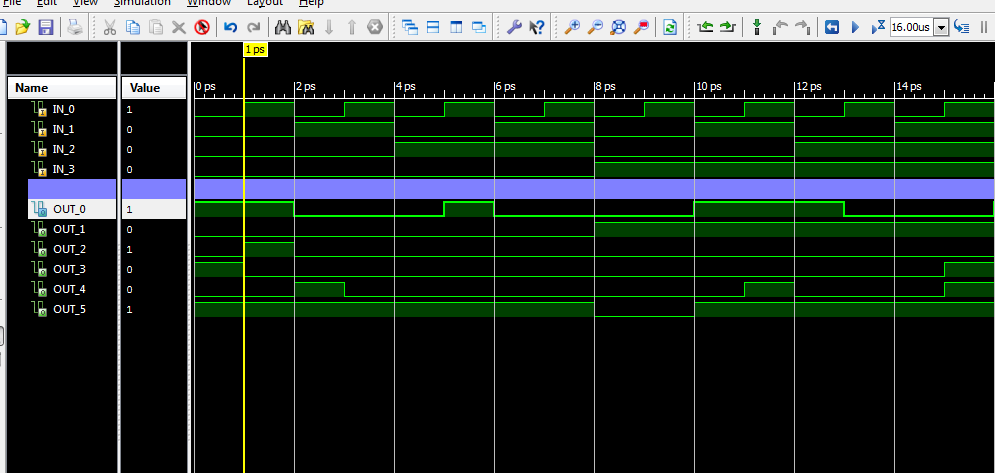 File Edit View Simulation Window Layout Help
16.00us
1 ps
Name Value
0 ps 2 ps 4 ps 6 ps 8 ps 10 ps 12 ps 14 ps
IN_0 1
IN_1 0
IN_2 0
IN_3 0
OUT_0 1
OUT_1 0
OUT_2 1
OUT_3 0
OUT_4 0
OUT_5 1